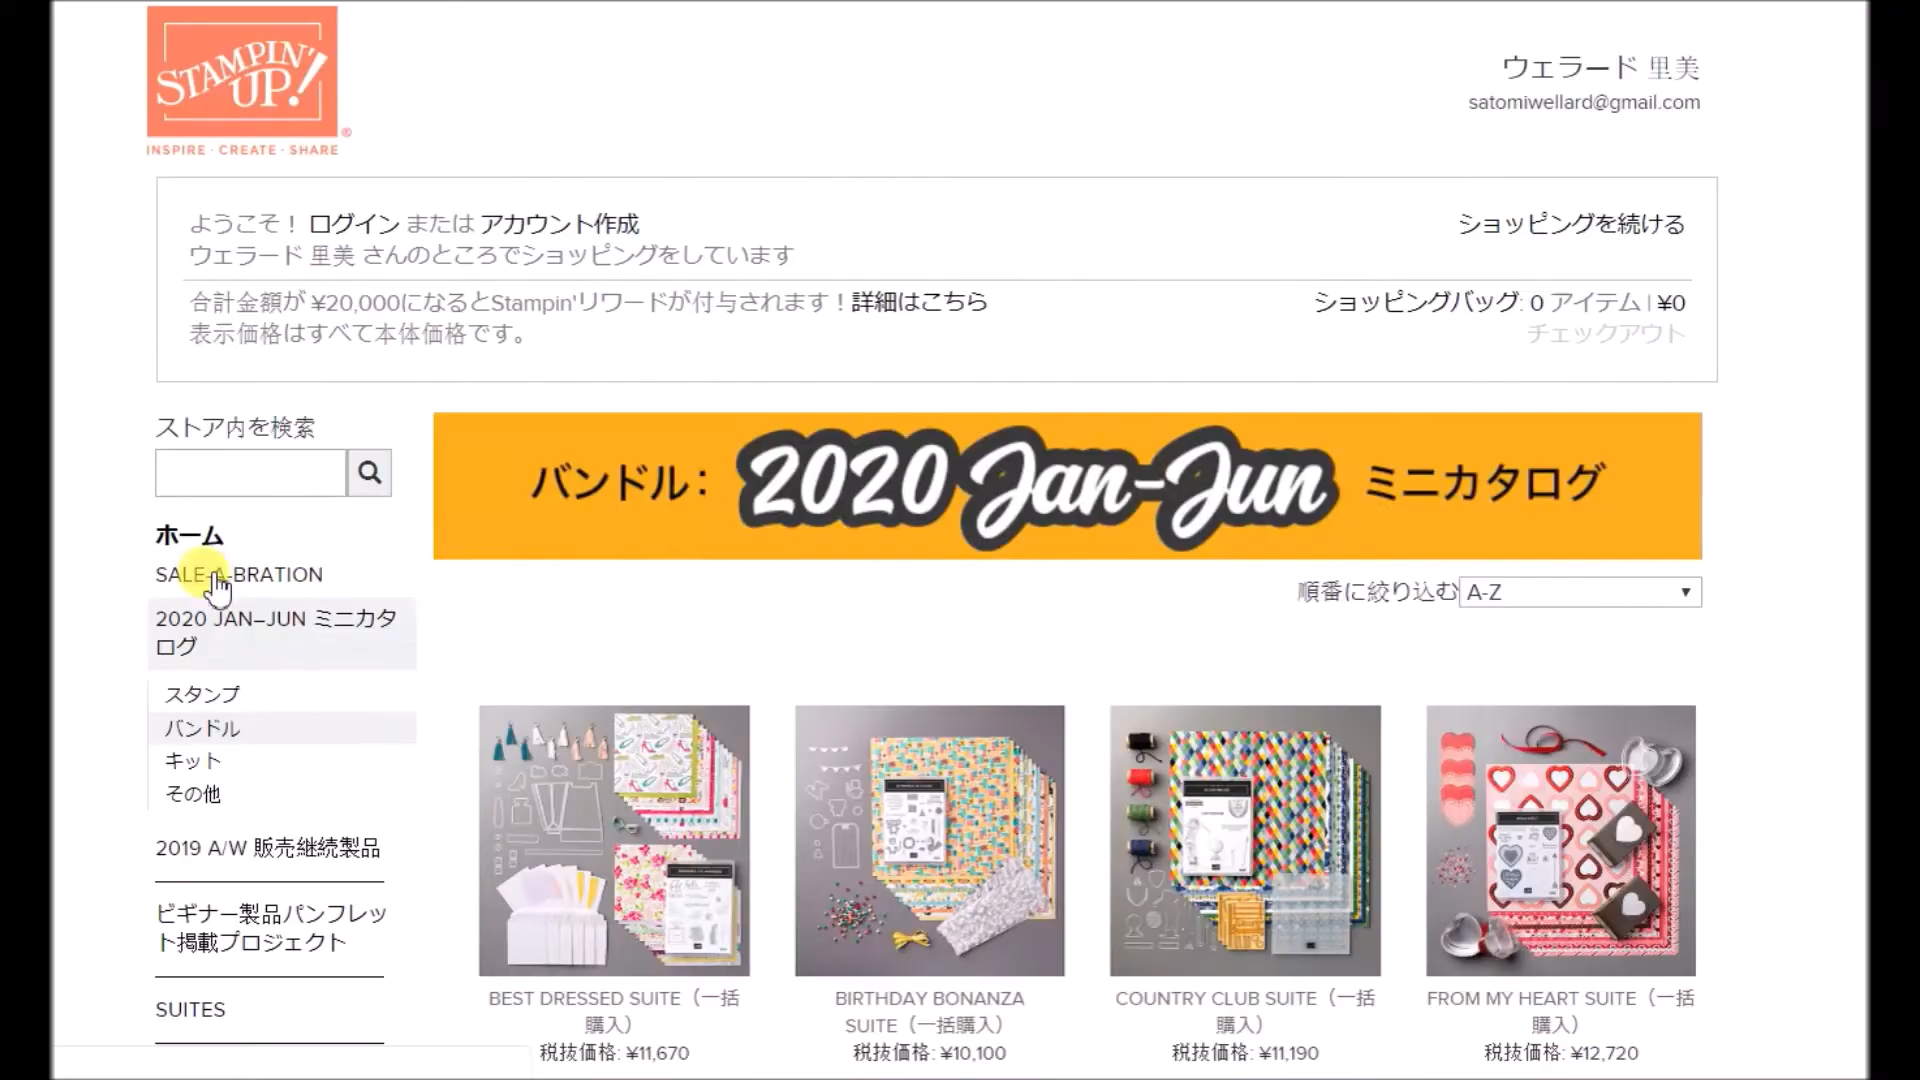 STAMPIN' UP!®
INSPIRE · CREATE · SHARE
ウェラード 里美
satomiwellard@gmail.com
ようこそ！ ログイン または アカウント作成
ショッピングを続ける
ウェラード 里美 さんのところでショッピングをしています
合計金額が ¥20,000になるとStampin'リワードが付与されます！詳細はこちら
ショッピングバッグ: 0 アイテム | ¥0
表示価格はすべて本体価格です。
チェックアウト
ストア内を検索
バンドル： 2020 Jan-Jun ミニカタログ
ホーム
SALE-A-BRATION
順番に絞り込む A-Z
2020 JAN–JUN ミニカタ
ログ
スタンプ
バンドル
キット
その他
2019 A/W 販売継続製品
ビギナー製品パンフレッ
ト掲載プロジェクト
SUITES
BEST DRESSED SUITE（一括
購入）
税抜価格: ¥11,670
BIRTHDAY BONANZA
SUITE（一括購入）
税抜価格: ¥10,100
COUNTRY CLUB SUITE（一括
購入）
税抜価格: ¥11,190
FROM MY HEART SUITE（一括
購入）
税抜価格: ¥12,720